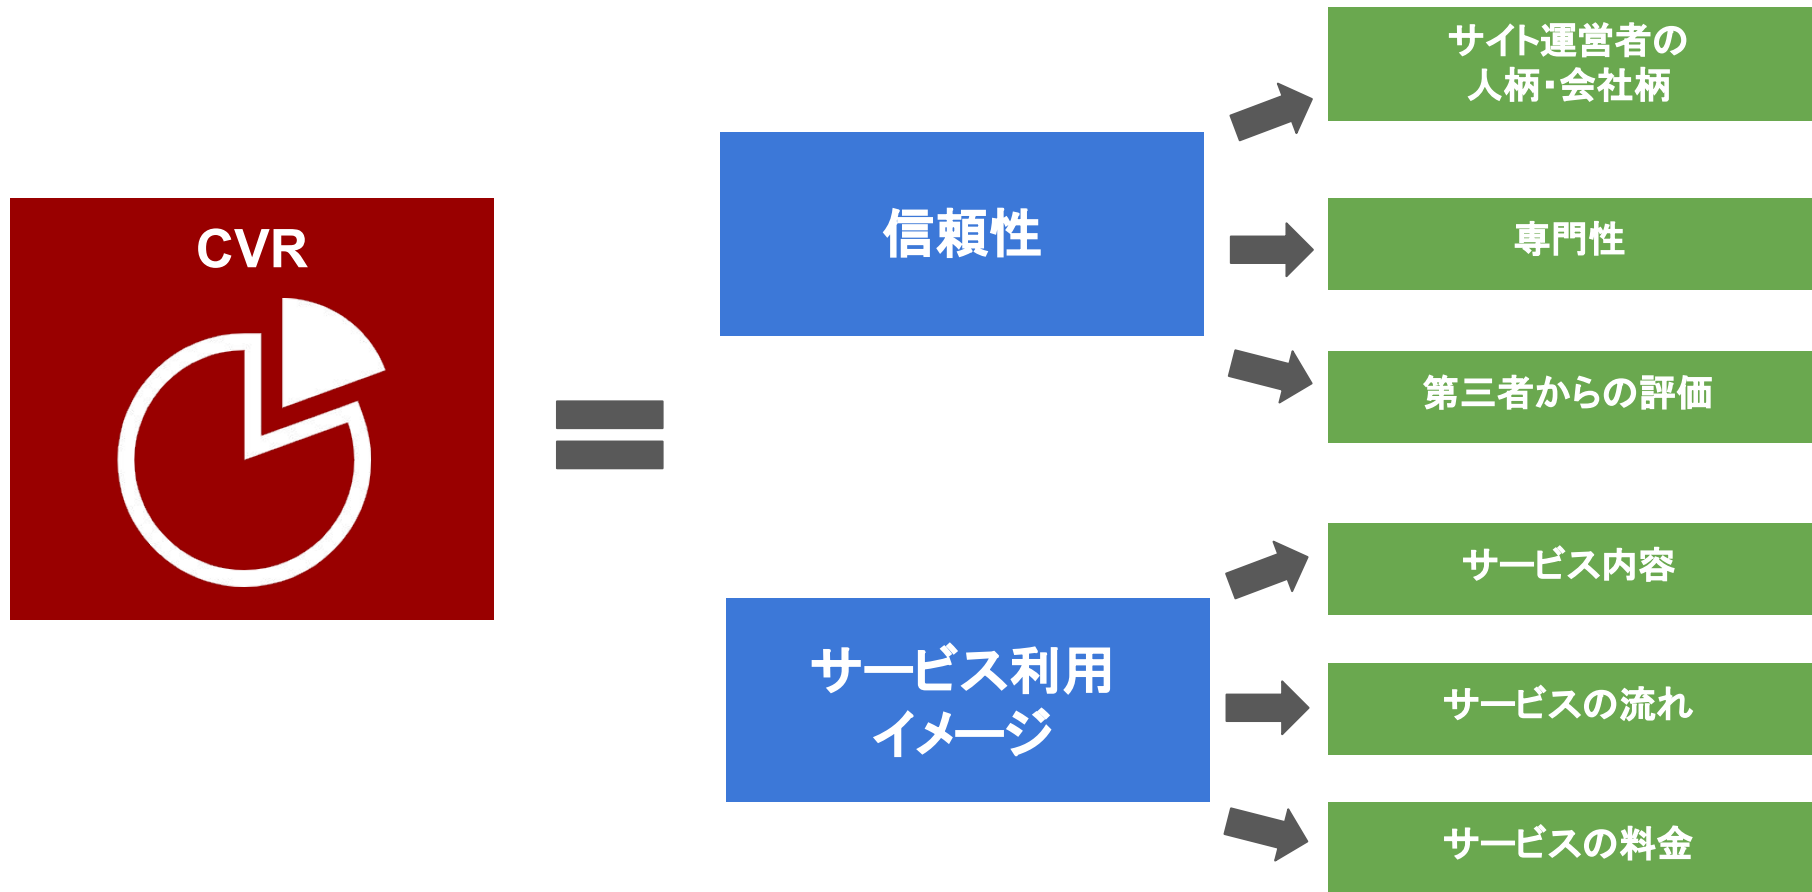 CVR
信頼性
サイト運営者の
人柄・会社柄
専門性
第三者からの評価
サービス利用
イメージ
サービス内容
サービスの流れ
サービスの料金